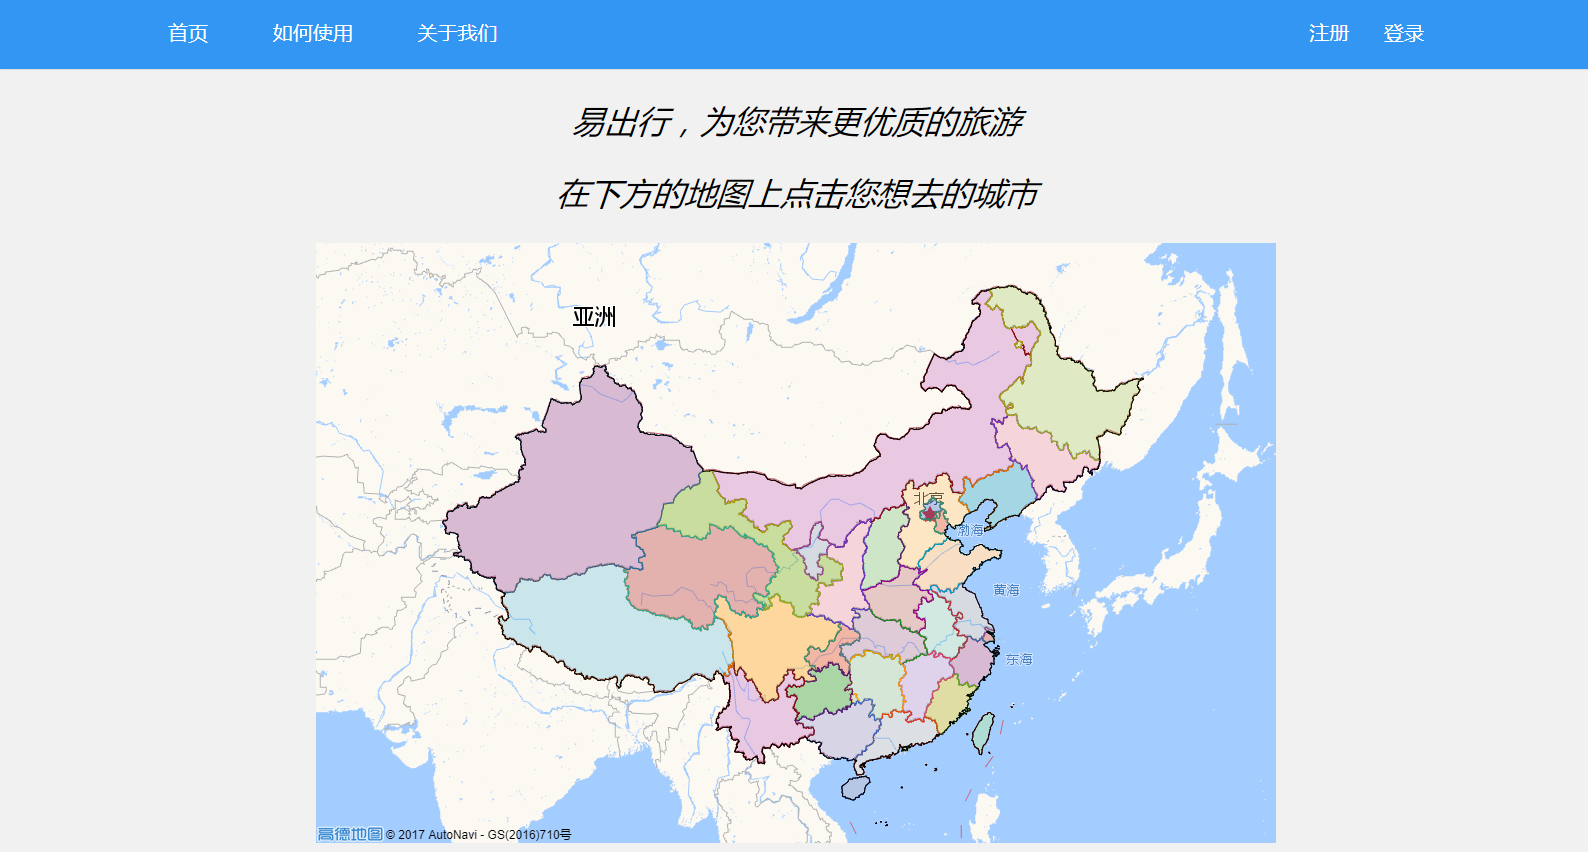 首页 如何使用 关于我们 注册 登录
易出行，为您带来更优质的旅游
在下方的地图上点击您想去的城市
亚洲
北京
渤海
黄海
东海
高德地图 © 2017 AutoNavi - GS(2016)710号